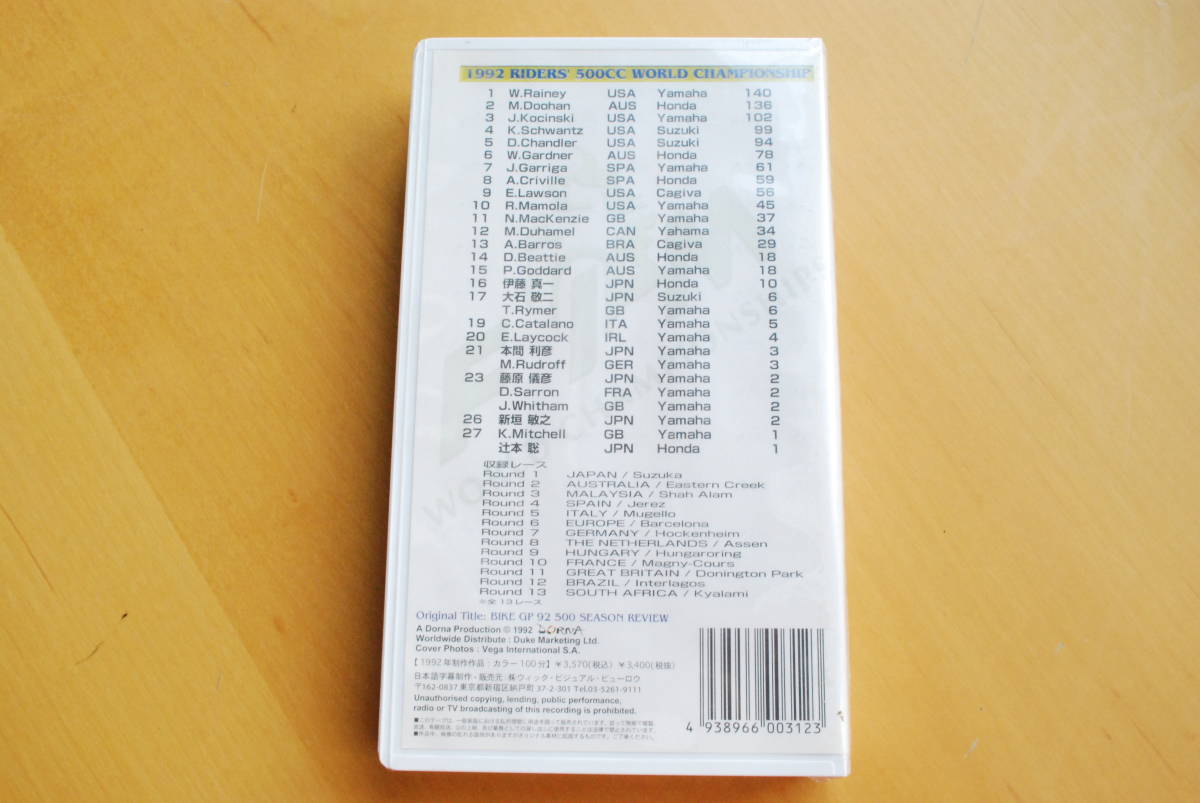 1992 RIDERS' 500CC WORLD CHAMPIONSHIP
1 W.Rainey USA Yamaha 140
2 M.Doohan AUS Honda 136
3 J.Kocinski USA Yamaha 102
4 K.Schwantz USA Suzuki 99
5 D.Chandler USA Suzuki 94
6 W.Gardner AUS Honda 78
7 J.Garriga SPA Yamaha 61
8 A.Criville SPA Honda 59
9 E.Lawson USA Cagiva 56
10 R.Mamola USA Yamaha 45
11 N.MacKenzie GB Yamaha 37
12 M.Duhamel CAN Yahama 34
13 A.Barros BRA Cagiva 29
14 D.Beattie AUS Honda 18
15 P.Goddard AUS Yamaha 18
16 伊藤 真一 JPN Honda 10
17 大石 敬二 JPN Suzuki 6
T.Rymer GB Yamaha 6
19 C.Catalano ITA Yamaha 5
20 E.Laycock IRL Yamaha 4
21 本間 利彦 JPN Yamaha 3
M.Rudroff GER Yamaha 3
23 藤原 儀彦 JPN Yamaha 2
D.Sarron FRA Yamaha 2
J.Whitham GB Yamaha 2
26 新垣 敏之 JPN Yamaha 2
27 K.Mitchell GB Yamaha 1
辻本 聡 JPN Honda 1
収録レース
Round 1 JAPAN / Suzuka
Round 2 AUSTRALIA / Eastern Creek
Round 3 MALAYSIA / Shah Alam
Round 4 SPAIN / Jerez
Round 5 ITALY / Mugello
Round 6 EUROPE / Barcelona
Round 7 GERMANY / Hockenheim
Round 8 THE NETHERLANDS / Assen
Round 9 HUNGARY / Hungaroring
Round 10 FRANCE / Magny-Cours
Round 11 GREAT BRITAIN / Donington Park
Round 12 BRAZIL / Interlagos
Round 13 SOUTH AFRICA / Kyalami
※全13レース
Original Title: BIKE GP 92 500 SEASON REVIEW
A Dorna Production © 1992 DORNA
Worldwide Distribute : Duke Marketing Ltd.
Cover Photos : Vega International S.A.
【1992年制作作品:カラー100分】¥3,570(税込) ¥3,400(税抜)
日本語字幕制作・販売元 ㈱ウィック・ビジュアル・ビューロウ
〒162-0837 東京都新宿区納戸町 37-2-301 Tel.03-5261-9111
Unauthorised copying, lending, public performance,
radio or TV broadcasting of this recording is prohibited.
4 938966 003123